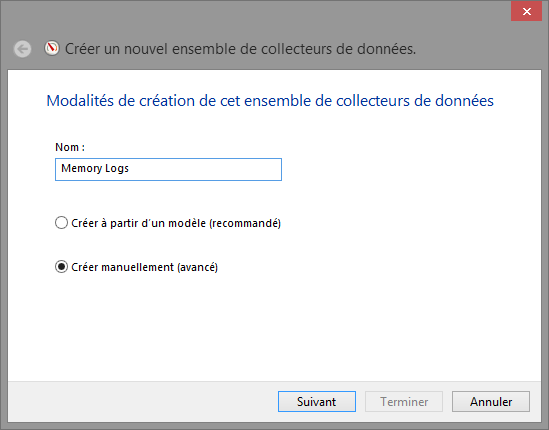 Créer un nouvel ensemble de collecteurs de données.
Modalités de création de cet ensemble de collecteurs de données
Nom :
Memory Logs
Créer à partir d'un modèle (recommandé)
Créer manuellement (avancé)
Suivant
Terminer
Annuler